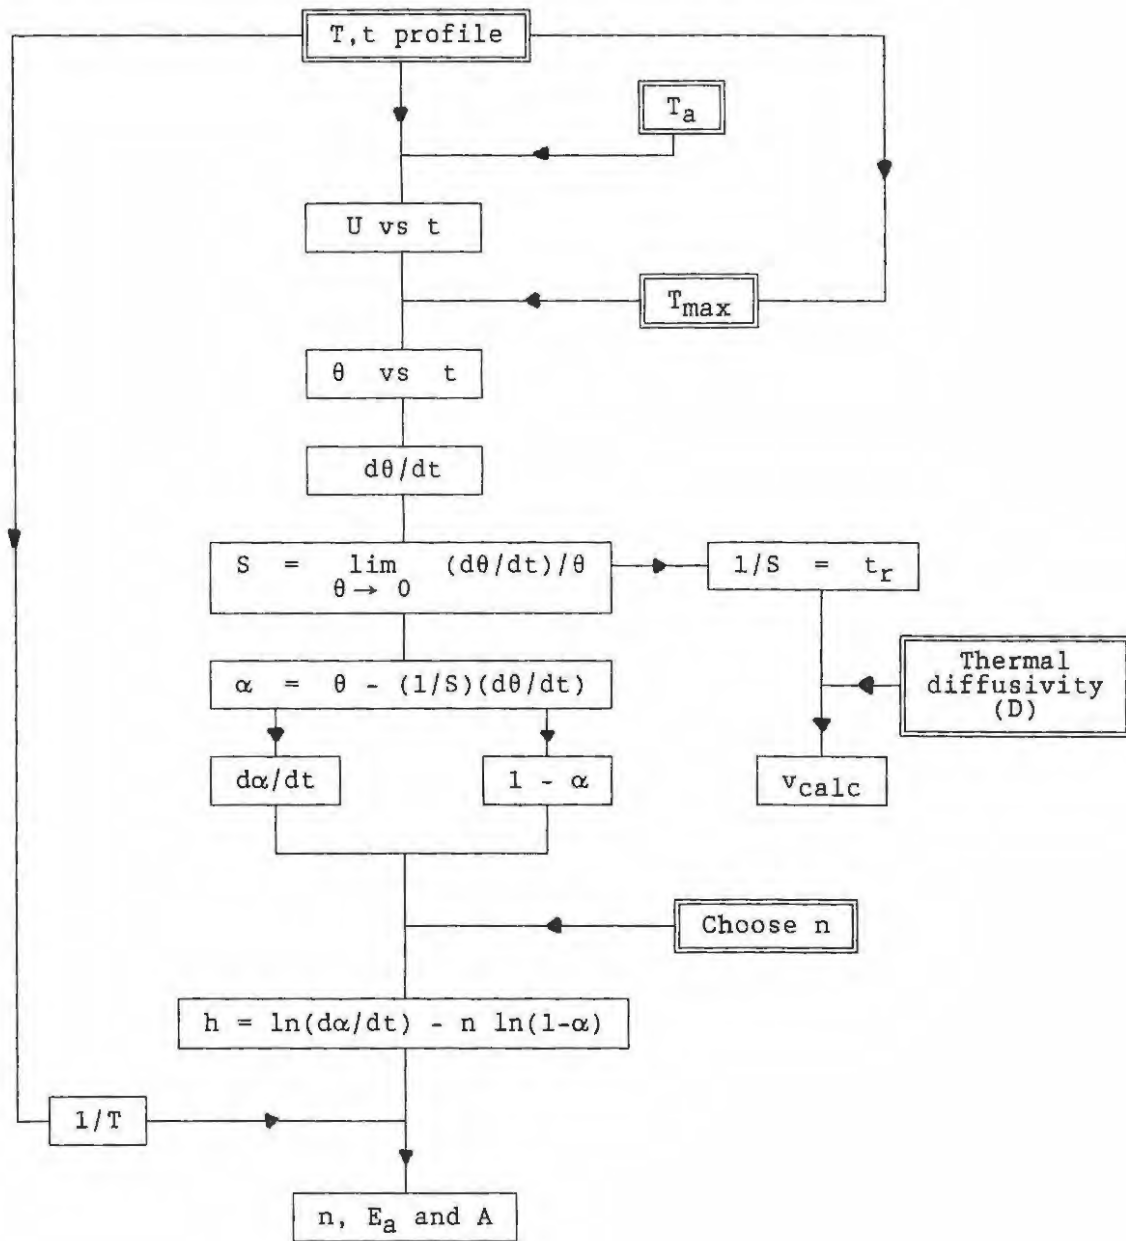 T,t profile
Ta
U vs t
Tmax
θ vs t
dθ/dt
S = lim (dθ/dt)/θ
θ → 0
1/S = tr
α = θ - (1/S)(dθ/dt)
Thermal
diffusivity
(D)
dα/dt
1 - α
vcalc
Choose n
h = ln(dα/dt) - n ln(1-α)
1/T
n, Ea and A